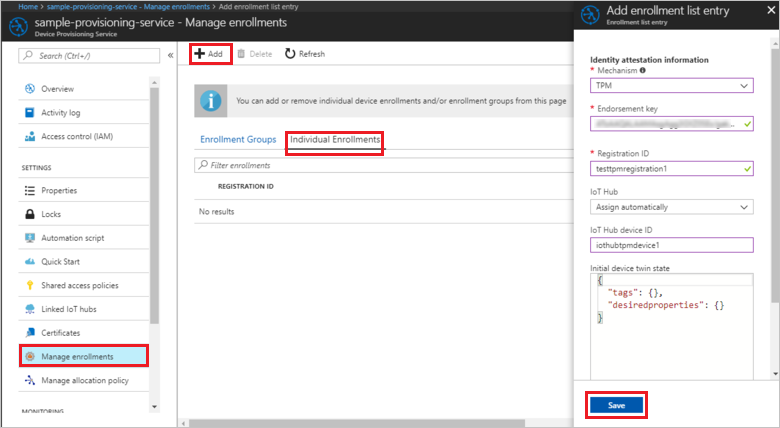 Home > sample-provisioning-service - Manage enrollments > Add enrollment list entry
sample-provisioning-service - Manage enrollments
Device Provisioning Service
Search (Ctrl+/)
Overview
Activity log
Access control (IAM)
SETTINGS
Properties
Locks
Automation script
Quick Start
Shared access policies
Linked IoT hubs
Certificates
Manage enrollments
Manage allocation policy
MONITORING
Add
Delete
Refresh
You can add or remove individual device enrollments and/or enrollment groups from this page
Enrollment Groups
Individual Enrollments
Filter enrollments
REGISTRATION ID
No results
Add enrollment list entry
Enrollment list entry
Identity attestation information
* Mechanism
TPM
* Endorsement key
* Registration ID
testtpmregistration1
IoT Hub
Assign automatically
IoT Hub device ID
iothubtpmdevice1
Initial device twin state
{
"tags": {},
"desiredproperties": {}
}
Save